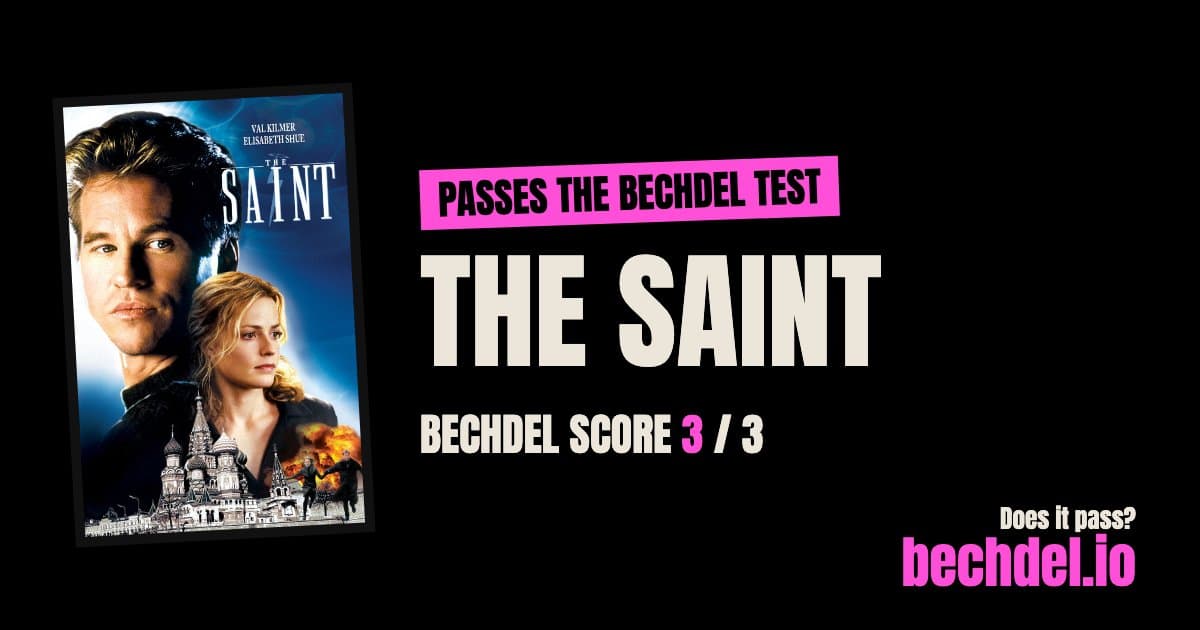 VAL KILMER
ELISABETH SHUE
THE
SAINT
PASSES THE BECHDEL TEST
THE SAINT
BECHDEL SCORE 3 / 3
Does it pass?
bechdel.io